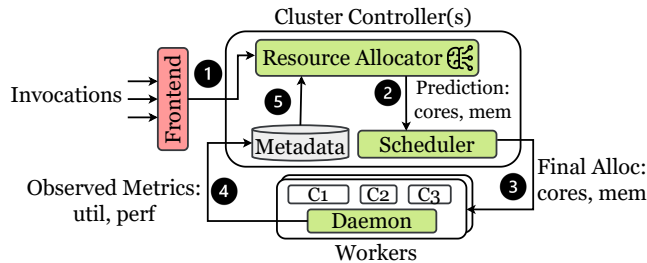 Cluster Controller(s)
Invocations
Frontend
1
Resource Allocator
5
2
Prediction:
cores, mem
Metadata
Scheduler
Observed Metrics:
util, perf
4
3
Final Alloc:
cores, mem
C1
C2
C3
Daemon
Workers